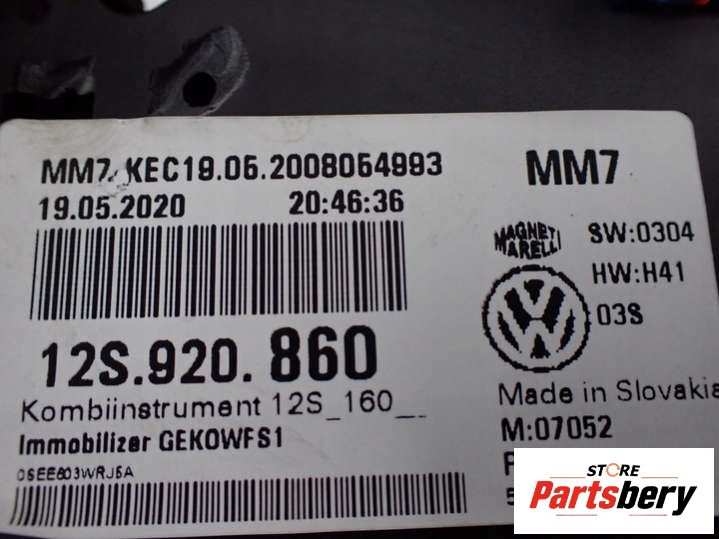 MM7 KEC19.06.2008064993
MM7
19.05.2020 20:46:36
MAGNETI MARELLI
SW:0304
HW:H41
03S
12S.920.860
Kombiinstrument 12S_160__
Made in Slovakia
Immobilizer GEKOWFS1
M:07052
STORE
Partsbery